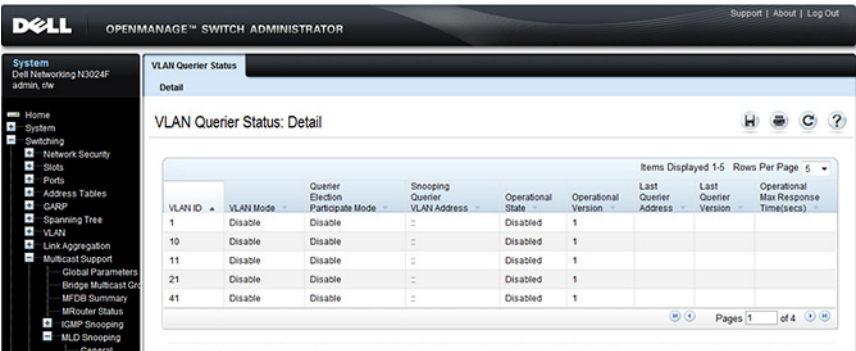 Support | About | Log Out
DELL OPENMANAGE™ SWITCH ADMINISTRATOR
System
Dell Networking N3024F
admin, r/w
Home
System
Switching
Network Security
Slots
Ports
Address Tables
GARP
Spanning Tree
VLAN
Link Aggregation
Multicast Support
Global Parameters
Bridge Multicast Grc
MFDB Summary
MRouter Status
IGMP Snooping
MLD Snooping
General
VLAN Querier Status
Detail
VLAN Querier Status: Detail
Items Displayed 1-5 Rows Per Page 5
VLAN ID VLAN Mode Querier Election Participate Mode Snooping Querier VLAN Address Operational State Operational Version Last Querier Address Last Querier Version Operational Max Response Time(secs)
1 Disable Disable :: Disabled 1
10 Disable Disable :: Disabled 1
11 Disable Disable :: Disabled 1
21 Disable Disable :: Disabled 1
41 Disable Disable :: Disabled 1
Pages 1 of 4